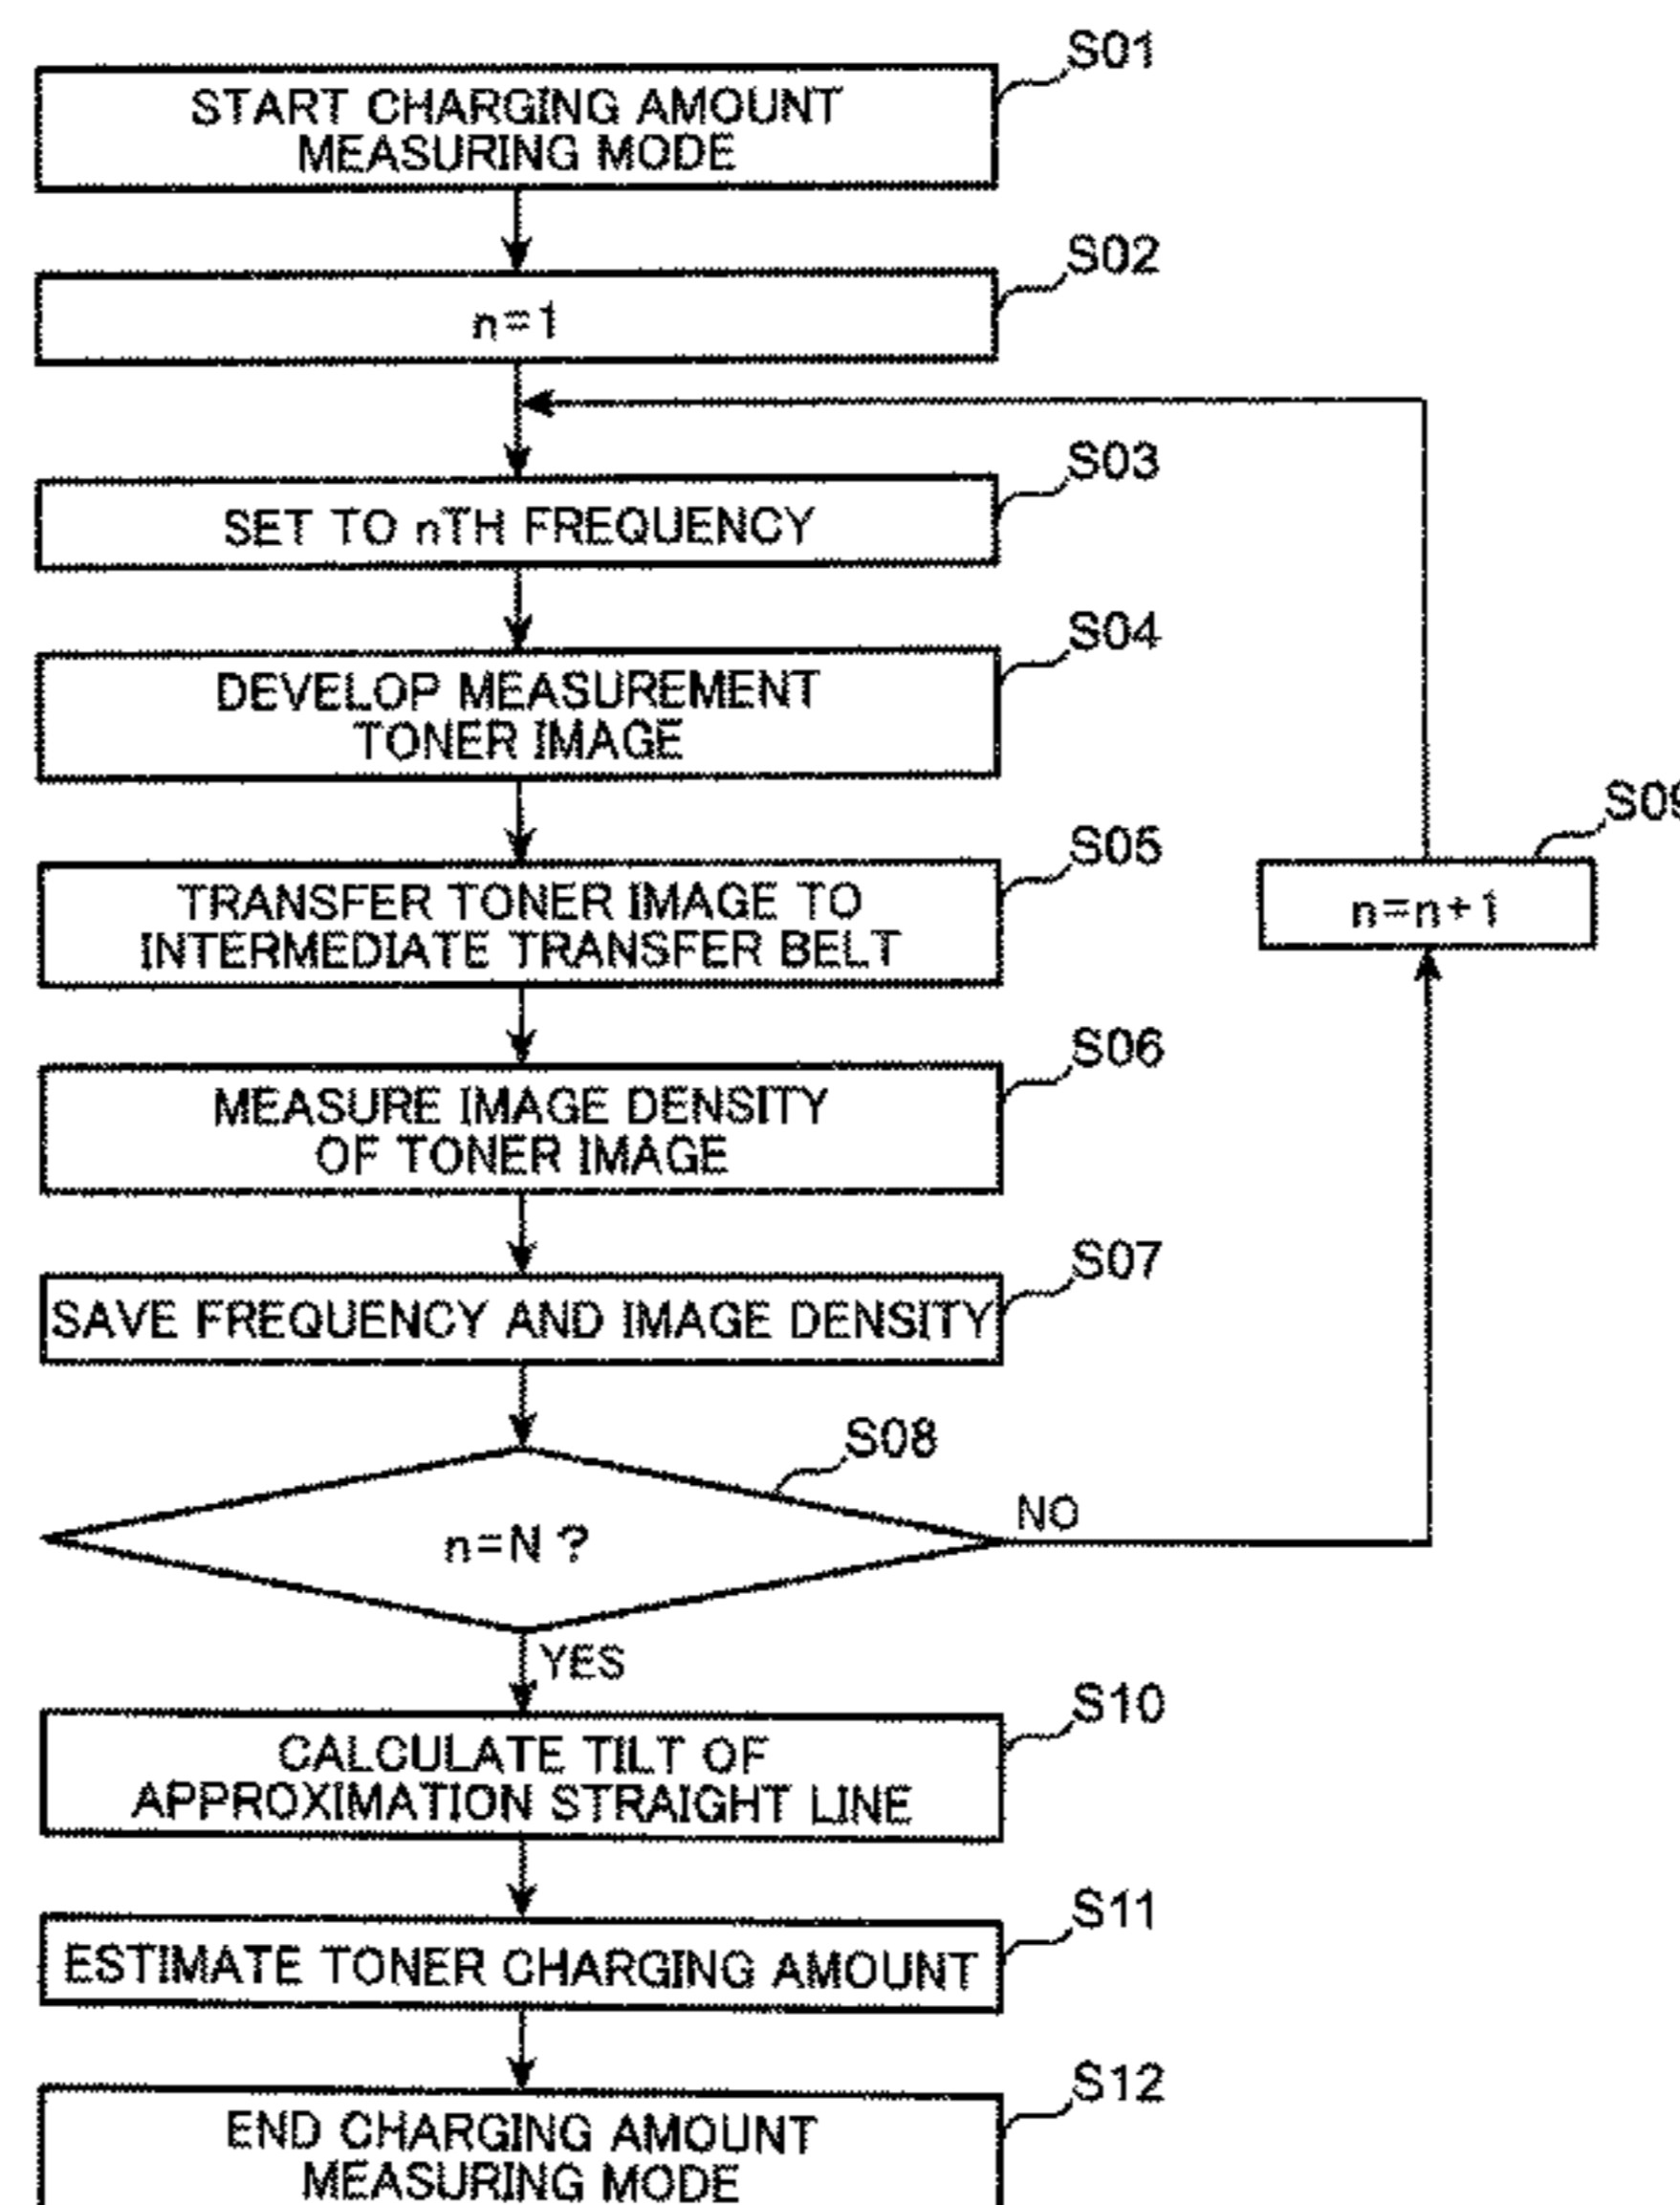 S01
START CHARGING AMOUNT
MEASURING MODE
S02
n=1
S03
SET TO nTH FREQUENCY
S04
DEVELOP MEASUREMENT
TONER IMAGE
S05
TRANSFER TONER IMAGE TO
INTERMEDIATE TRANSFER BELT
S09
n=n+1
S06
MEASURE IMAGE DENSITY
OF TONER IMAGE
S07
SAVE FREQUENCY AND IMAGE DENSITY
S08
n=N ?
NO
YES
S10
CALCULATE TILT OF
APPROXIMATION STRAIGHT LINE
S11
ESTIMATE TONER CHARGING AMOUNT
S12
END CHARGING AMOUNT
MEASURING MODE